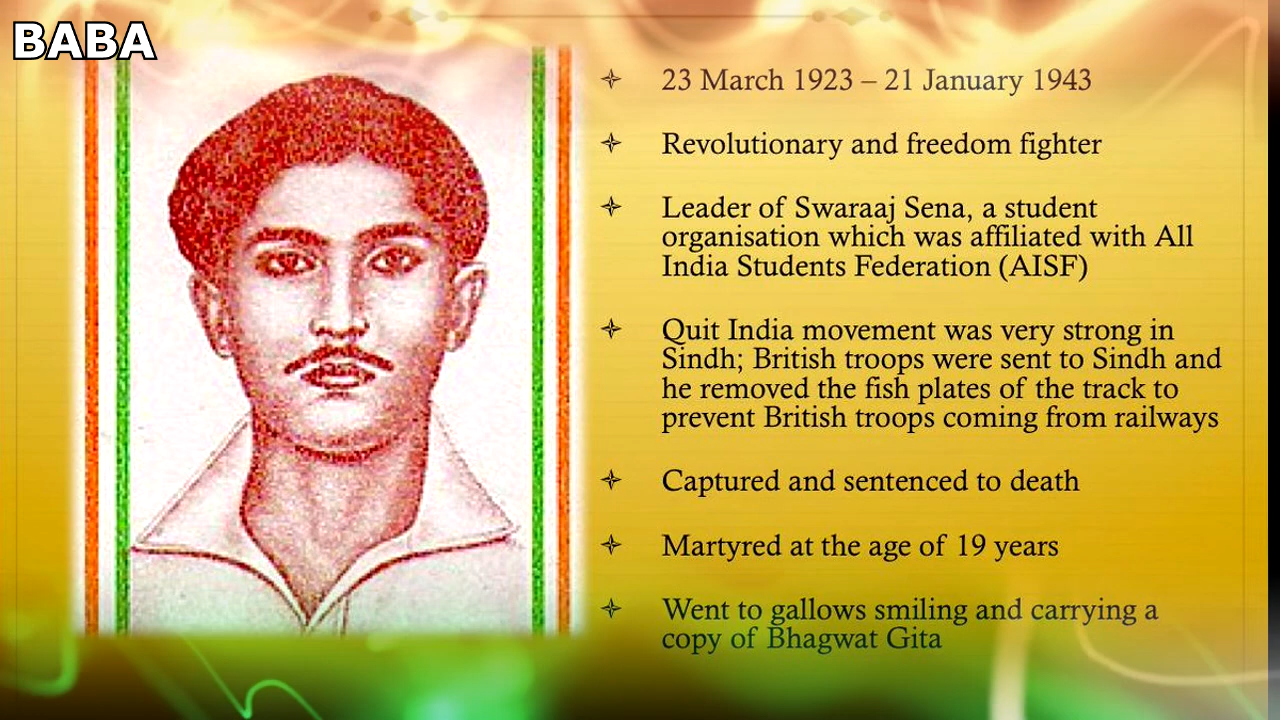 BABA
23 March 1923 – 21 January 1943
Revolutionary and freedom fighter
Leader of Swaraaj Sena, a student
organisation which was affiliated with All
India Students Federation (AISF)
Quit India movement was very strong in
Sindh; British troops were sent to Sindh and
he removed the fish plates of the track to
prevent British troops coming from railways
Captured and sentenced to death
Martyred at the age of 19 years
Went to gallows smiling and carrying a
copy of Bhagwat Gita